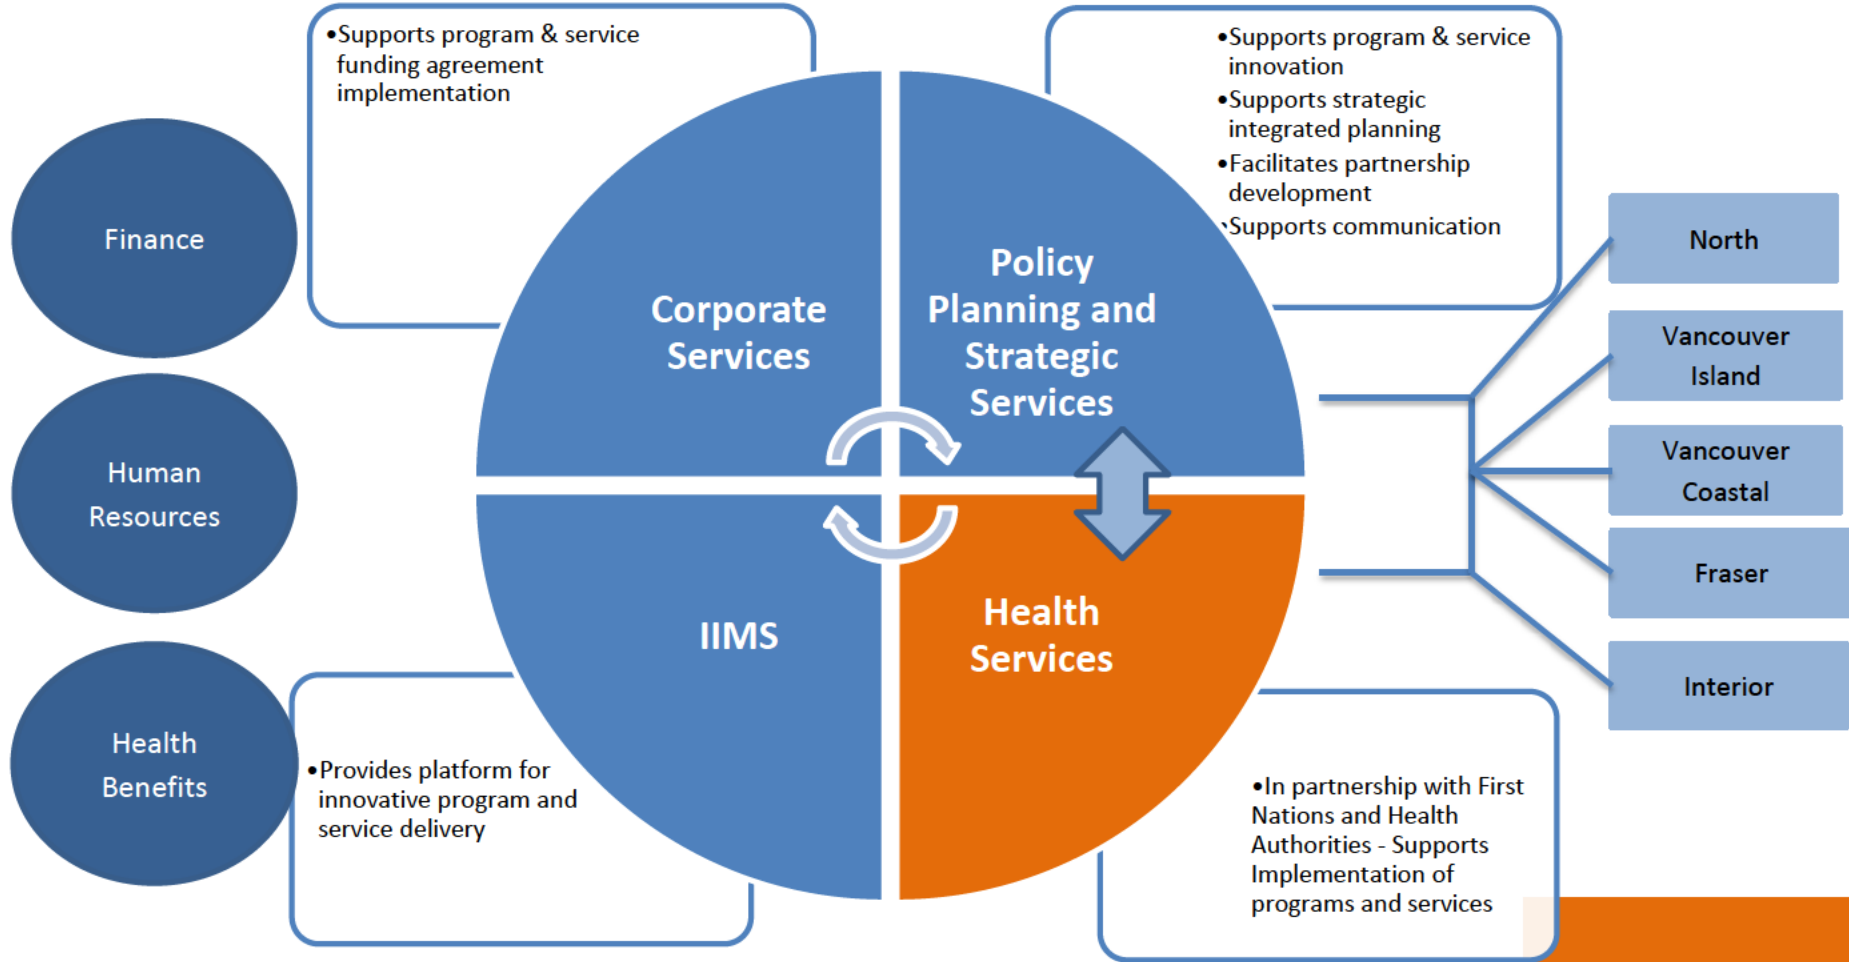 •Supports program & service
funding agreement
implementation
•Supports program & service
innovation
•Supports strategic
integrated planning
•Facilitates partnership
development
•Supports communication
Finance
Human
Resources
Health
Benefits
Corporate
Services
Policy
Planning and
Strategic
Services
IIMS
Health
Services
North
Vancouver
Island
Vancouver
Coastal
Fraser
Interior
•Provides platform for
innovative program and
service delivery
•In partnership with First
Nations and Health
Authorities - Supports
Implementation of
programs and services